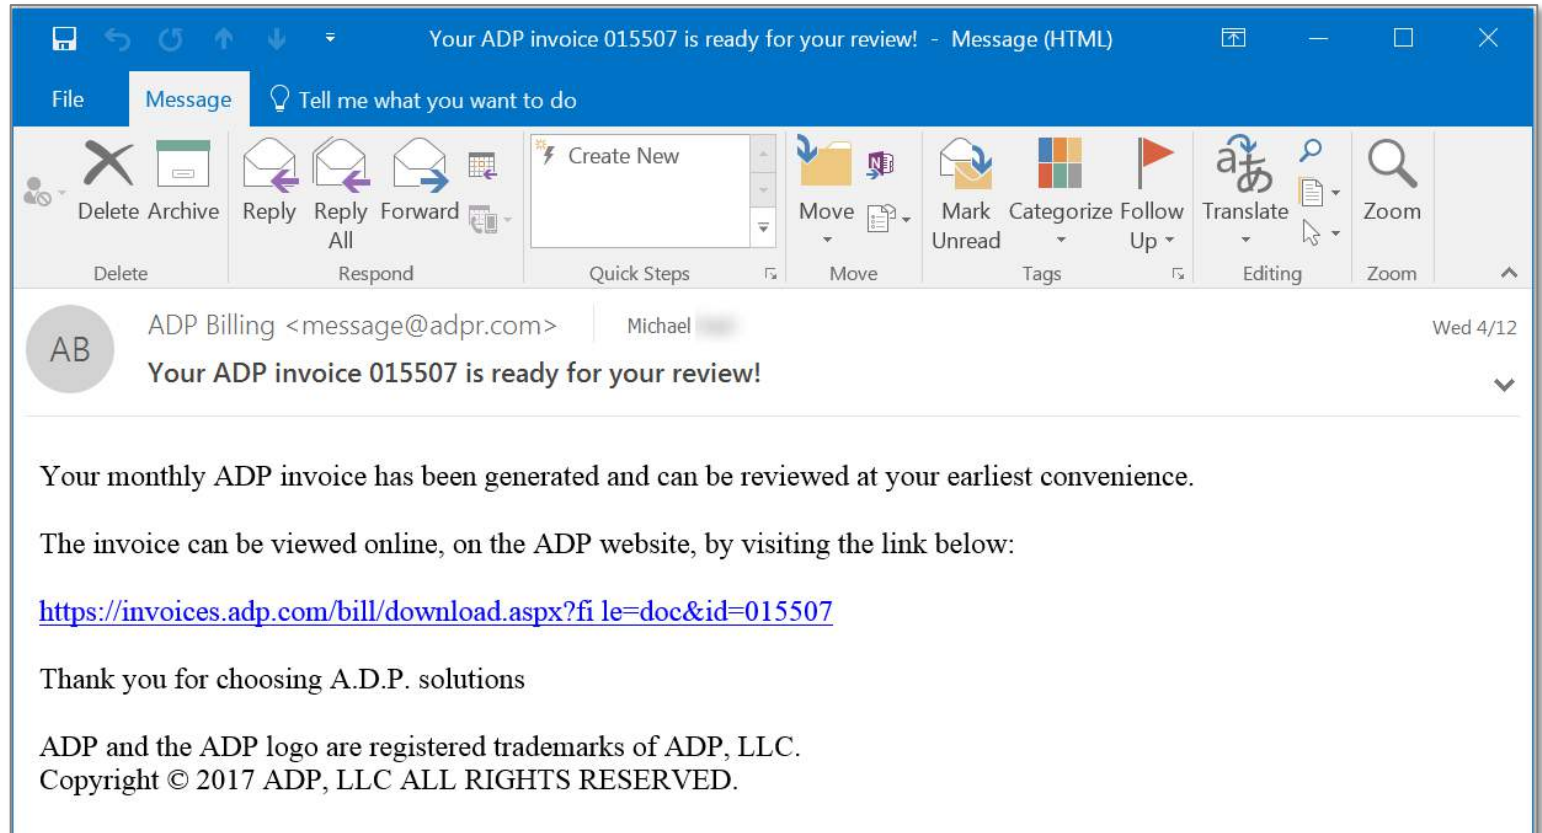 Your ADP invoice 015507 is ready for your review! - Message (HTML)
File Message Tell me what you want to do
Create New
Delete Archive Reply Reply All Forward Move Mark Unread Categorize Follow Up Translate Zoom
Delete Respond Quick Steps Move Tags Editing Zoom
AB
ADP Billing <message@adpr.com> Michael Wed 4/12
Your ADP invoice 015507 is ready for your review!
Your monthly ADP invoice has been generated and can be reviewed at your earliest convenience.
The invoice can be viewed online, on the ADP website, by visiting the link below:
https://invoices.adp.com/bill/download.aspx?fi le=doc&id=015507
Thank you for choosing A.D.P. solutions
ADP and the ADP logo are registered trademarks of ADP, LLC.
Copyright © 2017 ADP, LLC ALL RIGHTS RESERVED.